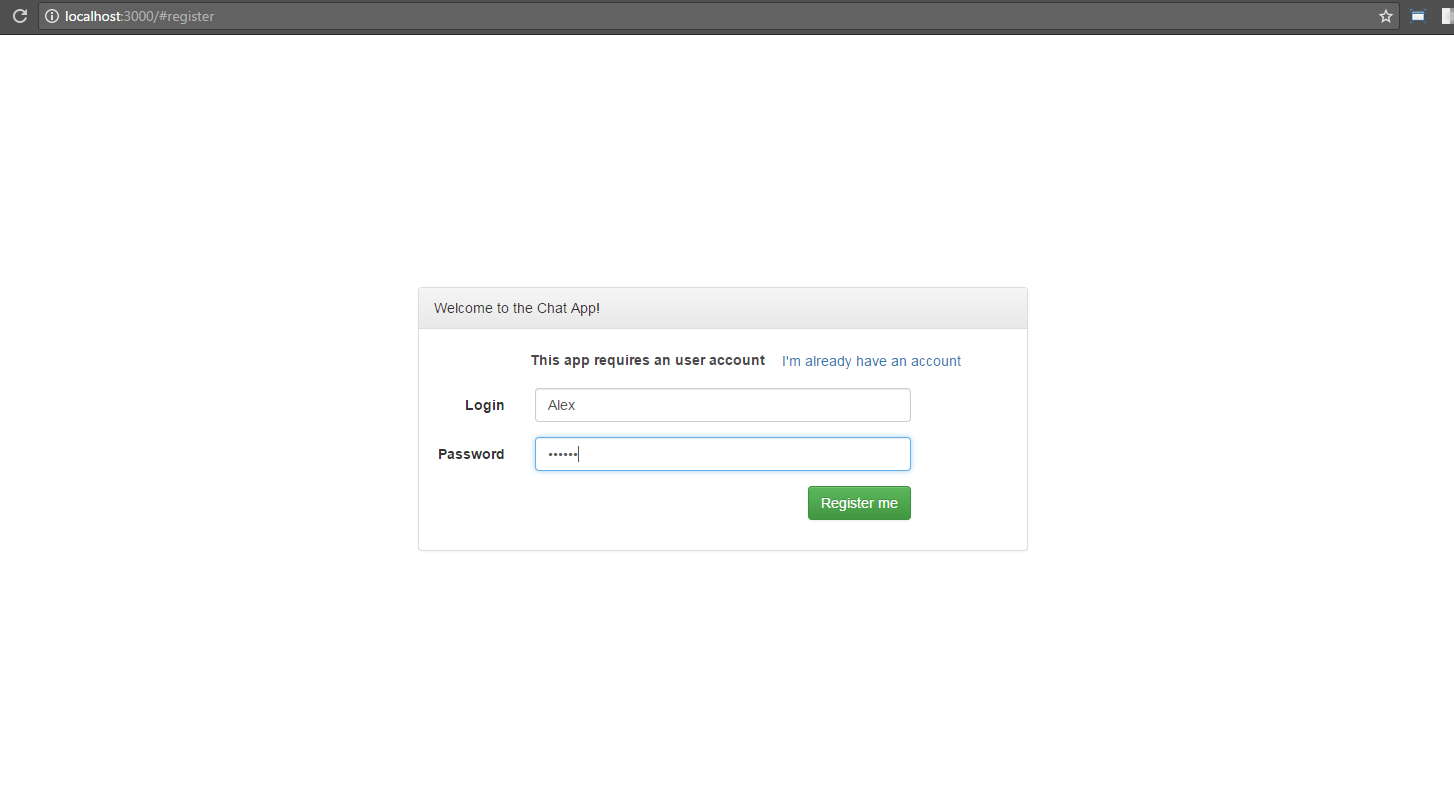 localhost:3000/#register
Welcome to the Chat App!
This app requires an user account I'm already have an account
Login Alex
Password ••••••
Register me